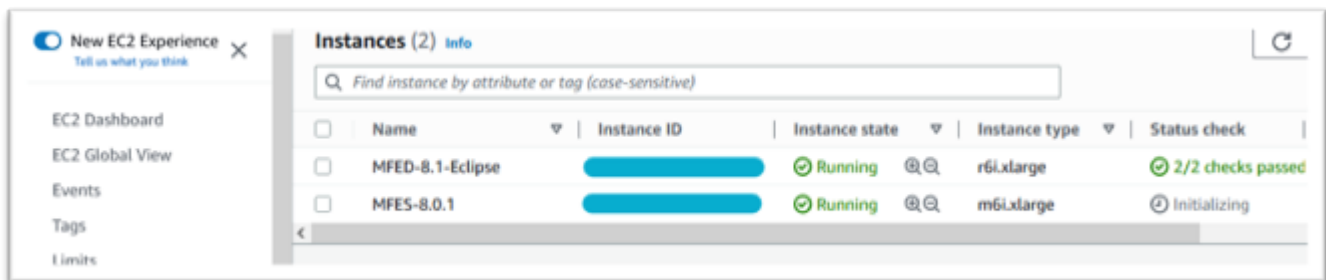 New EC2 Experience
Tell us what you think
EC2 Dashboard
EC2 Global View
Events
Tags
Limits
Instances (2) Info
Find instance by attribute or tag (case-sensitive)
Name Instance ID Instance state Instance type Status check
MFED-8.1-Eclipse Running r6i.xlarge 2/2 checks passed
MFES-8.0.1 Running m6i.xlarge Initializing